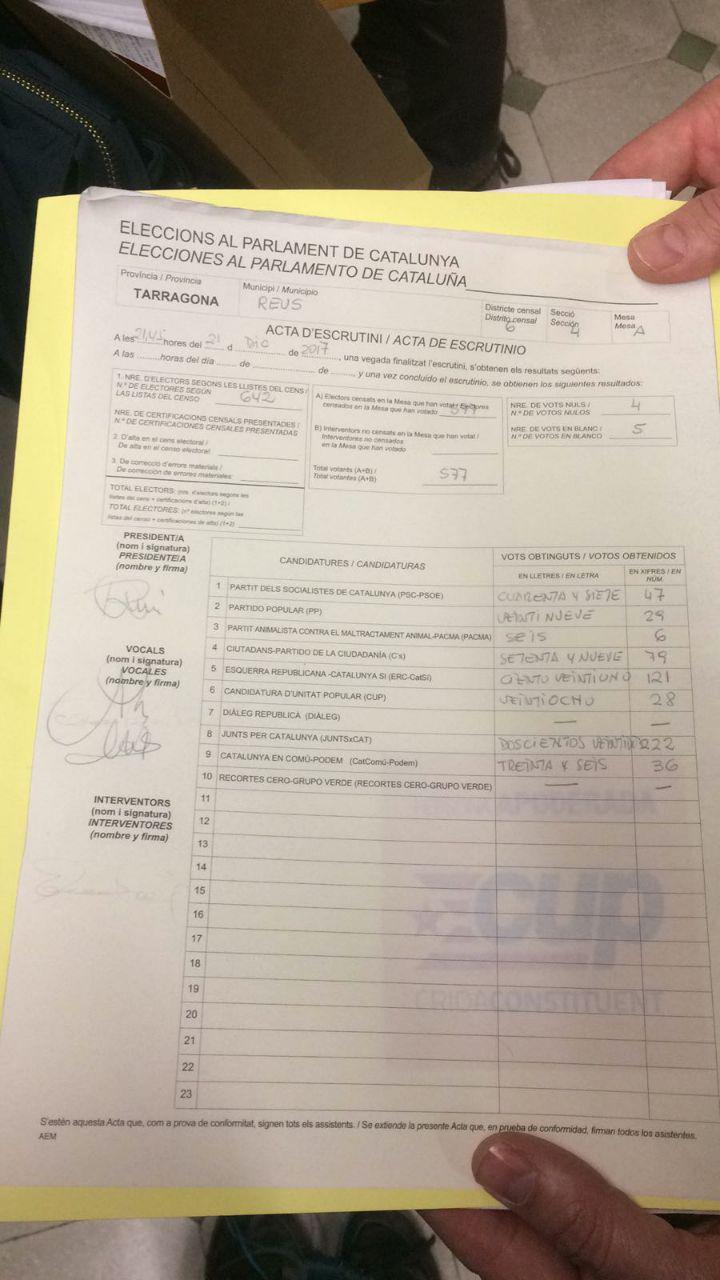 ELECCIONS AL PARLAMENT DE CATALUNYA
ELECCIONES AL PARLAMENTO DE CATALUÑA
Província / Provincia
TARRAGONA
Municipi / Municipio
REUS
Districte censal
Distrito censal
6
Secció
Sección
4
Mesa
Mesa A
ACTA D'ESCRUTINI / ACTA DE ESCRUTINIO
A les 21,45 hores del 21 d Dic de 2017, una vegada finalitzat l'escrutini, s'obtenen els resultats següents:
A las ........horas del día ...... de .............. de ........, y una vez concluido el escrutinio, se obtienen los siguientes resultados:
1. NRE. D'ELECTORS SEGONS LES LLISTES DEL CENS /
N.º DE ELECTORES SEGÚN
LAS LISTAS DEL CENSO 642
NRE. DE CERTIFICACIONS CENSALS PRESENTADES /
N.º DE CERTIFICACIONES CENSALES PRESENTADAS
2. D'alta en el cens electoral /
De alta en el censo electoral:
3. De correcció d'errors materials /
De corrección de errores materiales:
TOTAL ELECTORS: (nre. d'electors segons les
llistes del cens + certificacions d'alta) (1+2) /
TOTAL ELECTORES: (nº electores según las
listas del censo + certificaciones de alta) (1+2)
A) Electors censats en la Mesa que han votat / Electores
censados en la Mesa que han votado 577
B) Interventors no censats en la Mesa que han votat /
Interventores no censados
en la Mesa que han votado
Total votants (A+B) /
Total votantes (A+B) 577
NRE. DE VOTS NULS /
N.º DE VOTOS NULOS 4
NRE. DE VOTS EN BLANC /
N.º DE VOTOS EN BLANCO 5
PRESIDENT/A
(nom i signatura)
PRESIDENTE/A
(nombre y firma)
VOCALS
(nom i signatura)
VOCALES
(nombre y firma)
INTERVENTORS
(nom i signatura)
INTERVENTORES
(nombre y firma)
CANDIDATURES / CANDIDATURAS
VOTS OBTINGUTS / VOTOS OBTENIDOS
EN LLETRES / EN LETRA
EN XIFRES / EN NÚM.
1 PARTIT DELS SOCIALISTES DE CATALUNYA (PSC-PSOE) CUARENTA Y SIETE 47
2 PARTIDO POPULAR (PP) VEINTINUEVE 29
3 PARTIT ANIMALISTA CONTRA EL MALTRACTAMENT ANIMAL-PACMA (PACMA) SEIS 6
4 CIUTADANS-PARTIDO DE LA CIUDADANÍA (C's) SETENTA Y NUEVE 79
5 ESQUERRA REPUBLICANA -CATALUNYA SI (ERC-CatSI) CIENTO VEINTIUNO 121
6 CANDIDATURA D'UNITAT POPULAR (CUP) VEINTIOCHO 28
7 DIÀLEG REPUBLICÀ (DIÀLEG) — —
8 JUNTS PER CATALUNYA (JUNTSxCAT) DOSCIENTOS VEINTIDOS 222
9 CATALUNYA EN COMÚ-PODEM (CatComú-Podem) TREINTA Y SEIS 36
10 RECORTES CERO-GRUPO VERDE (RECORTES CERO-GRUPO VERDE) — —
11
12
13
14
15
16
17
18
19
20
21
22
23
cup
CRIDACONSTITUENT
S'estén aquesta Acta que, com a prova de conformitat, signen tots els assistents. / Se extiende la presente Acta que, en prueba de conformidad, firman todos los asistentes.
AEM